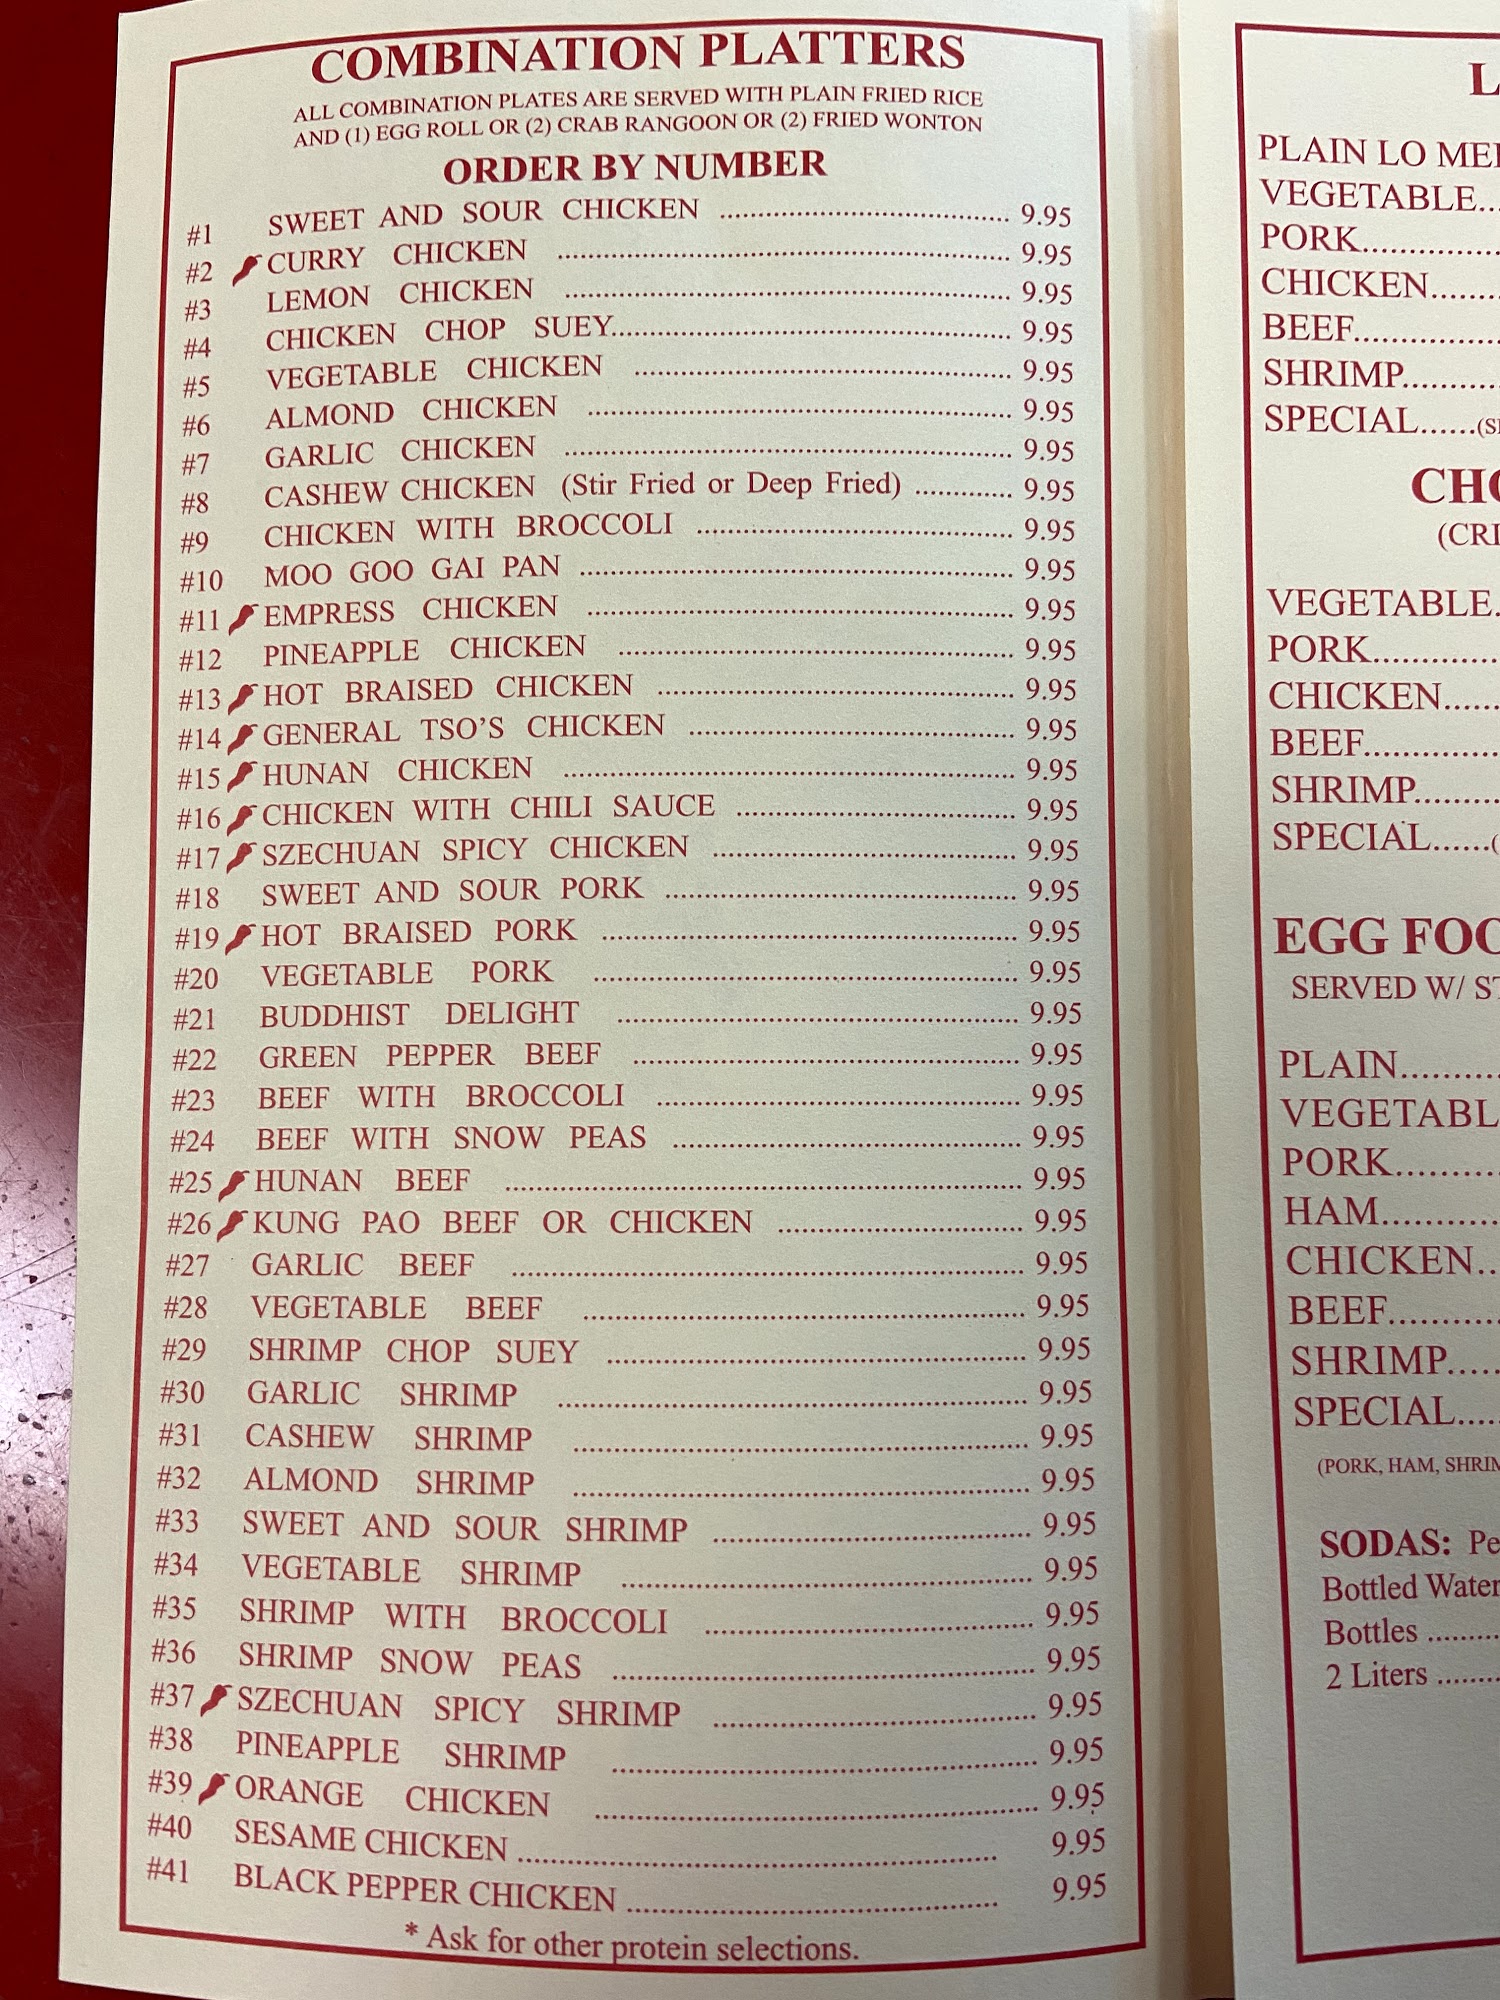 COMBINATION PLATTERS
ALL COMBINATION PLATES ARE SERVED WITH PLAIN FRIED RICE
AND (1) EGG ROLL OR (2) CRAB RANGOON OR (2) FRIED WONTON
ORDER BY NUMBER
#1 SWEET AND SOUR CHICKEN 9.95
#2 CURRY CHICKEN 9.95
#3 LEMON CHICKEN 9.95
#4 CHICKEN CHOP SUEY 9.95
#5 VEGETABLE CHICKEN 9.95
#6 ALMOND CHICKEN 9.95
#7 GARLIC CHICKEN 9.95
#8 CASHEW CHICKEN (Stir Fried or Deep Fried) 9.95
#9 CHICKEN WITH BROCCOLI 9.95
#10 MOO GOO GAI PAN 9.95
#11 EMPRESS CHICKEN 9.95
#12 PINEAPPLE CHICKEN 9.95
#13 HOT BRAISED CHICKEN 9.95
#14 GENERAL TSO'S CHICKEN 9.95
#15 HUNAN CHICKEN 9.95
#16 CHICKEN WITH CHILI SAUCE 9.95
#17 SZECHUAN SPICY CHICKEN 9.95
#18 SWEET AND SOUR PORK 9.95
#19 HOT BRAISED PORK 9.95
#20 VEGETABLE PORK 9.95
#21 BUDDHIST DELIGHT 9.95
#22 GREEN PEPPER BEEF 9.95
#23 BEEF WITH BROCCOLI 9.95
#24 BEEF WITH SNOW PEAS 9.95
#25 HUNAN BEEF 9.95
#26 KUNG PAO BEEF OR CHICKEN 9.95
#27 GARLIC BEEF 9.95
#28 VEGETABLE BEEF 9.95
#29 SHRIMP CHOP SUEY 9.95
#30 GARLIC SHRIMP 9.95
#31 CASHEW SHRIMP 9.95
#32 ALMOND SHRIMP 9.95
#33 SWEET AND SOUR SHRIMP 9.95
#34 VEGETABLE SHRIMP 9.95
#35 SHRIMP WITH BROCCOLI 9.95
#36 SHRIMP SNOW PEAS 9.95
#37 SZECHUAN SPICY SHRIMP 9.95
#38 PINEAPPLE SHRIMP 9.95
#39 ORANGE CHICKEN 9.95
#40 SESAME CHICKEN 9.95
#41 BLACK PEPPER CHICKEN 9.95
* Ask for other protein selections.
PLAIN LO
VEGETABLE
PORK
CHICKEN
BEEF
SHRIMP
SPECIAL
VEGETABLE
PORK
CHICKEN
BEEF
SHRIMP
SPECIAL
EGG
SERVED W/
PLAIN
VEGETABL
PORK
HAM
CHICKEN
BEEF
SHRIMP
SPECIAL
(PORK, HAM,
SODAS:
Bottled Water
Bottles
2 Liters